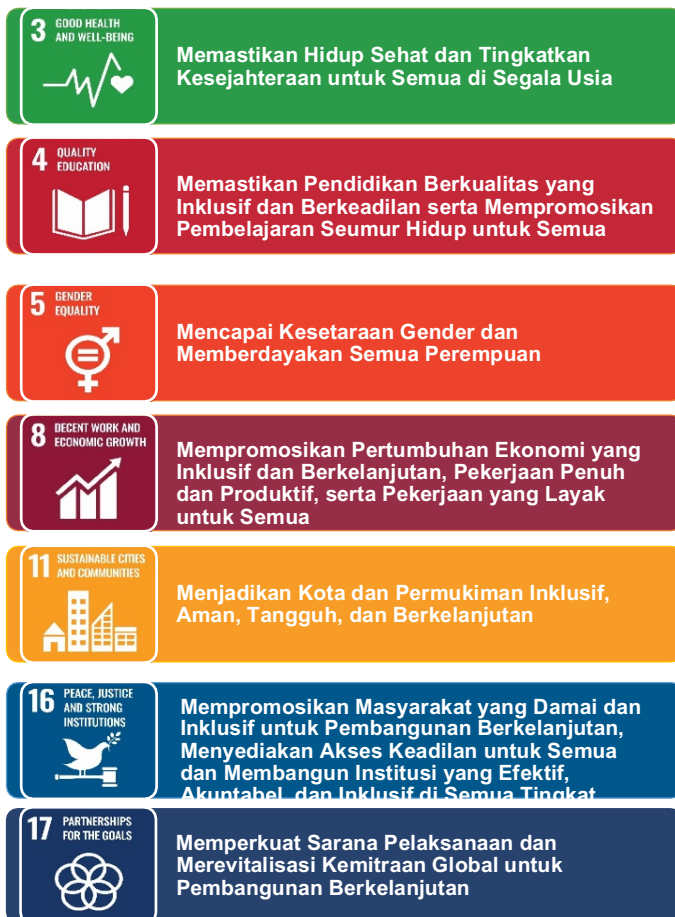 3 GOOD HEALTH
AND WELL-BEING
Memastikan Hidup Sehat dan Tingkatkan
Kesejahteraan untuk Semua di Segala Usia
4 QUALITY
EDUCATION
Memastikan Pendidikan Berkualitas yang
Inklusif dan Berkeadilan serta Mempromosikan
Pembelajaran Seumur Hidup untuk Semua
5 GENDER
EQUALITY
Mencapai Kesetaraan Gender dan
Memberdayakan Semua Perempuan
8 DECENT WORK AND
ECONOMIC GROWTH
Mempromosikan Pertumbuhan Ekonomi yang
Inklusif dan Berkelanjutan, Pekerjaan Penuh
dan Produktif, serta Pekerjaan yang Layak
untuk Semua
11 SUSTAINABLE CITIES
AND COMMUNITIES
Menjadikan Kota dan Permukiman Inklusif,
Aman, Tangguh, dan Berkelanjutan
16 PEACE, JUSTICE
AND STRONG
INSTITUTIONS
Mempromosikan Masyarakat yang Damai dan
Inklusif untuk Pembangunan Berkelanjutan,
Menyediakan Akses Keadilan untuk Semua
dan Membangun Institusi yang Efektif,
Akuntabel, dan Inklusif di Semua Tingkat
17 PARTNERSHIPS
FOR THE GOALS
Memperkuat Sarana Pelaksanaan dan
Merevitalisasi Kemitraan Global untuk
Pembangunan Berkelanjutan